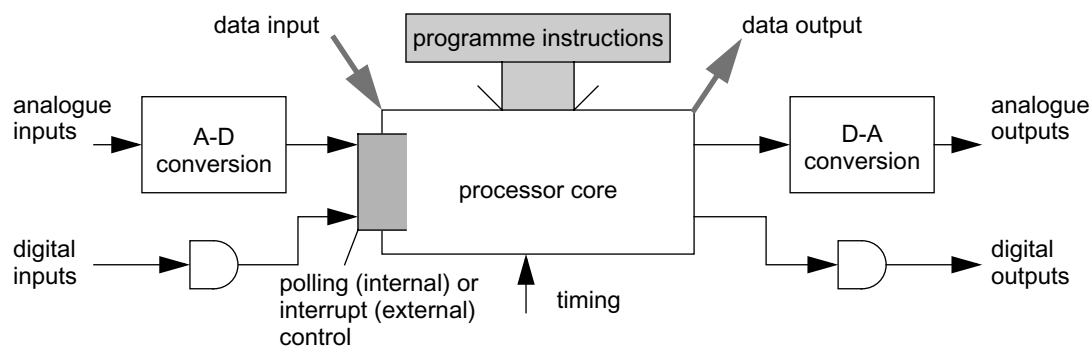 data input
programme instructions
data output
analogue
inputs
A-D
conversion
processor core
D-A
conversion
analogue
outputs
digital
inputs
polling (internal) or
interrupt (external)
control
timing
digital
outputs